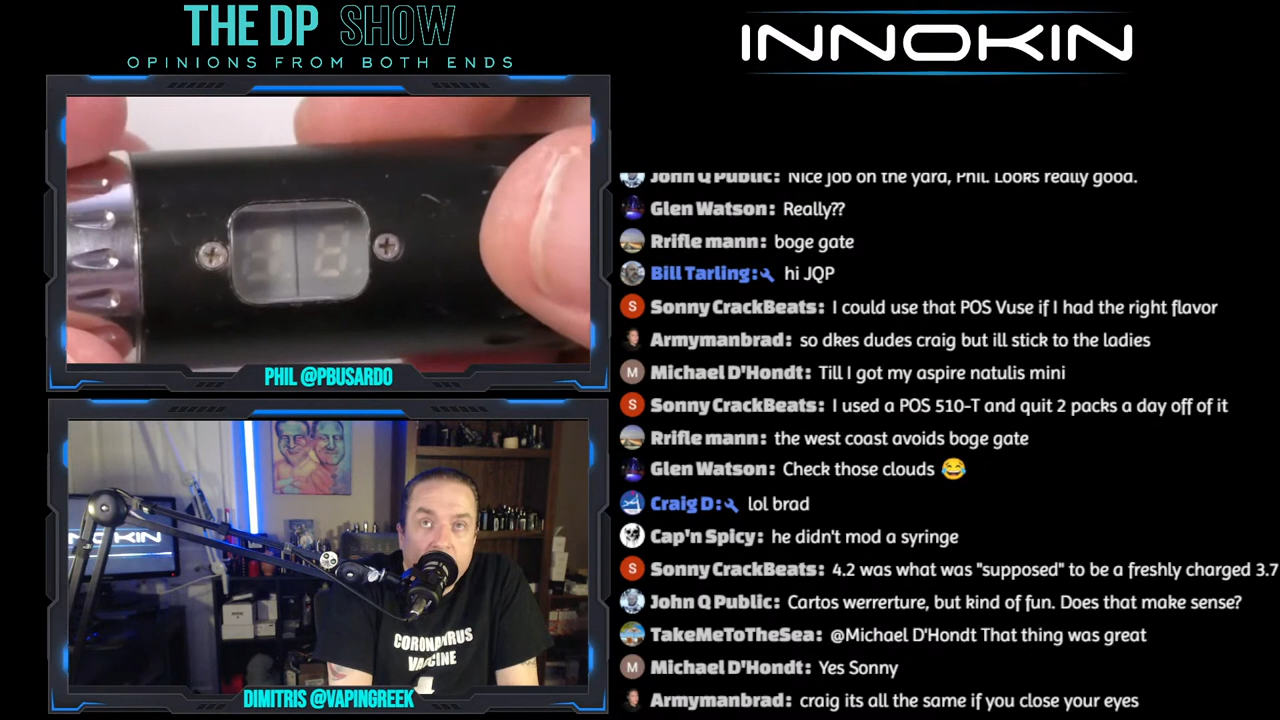 THE DP SHOW
OPINIONS FROM BOTH ENDS
INNOKIN
3.6
PHIL @PBUSARDO
CORONAVIRUS
VACCINE
DIMITRIS @VAPINGREEK
John Q Public: Nice job on the yard, Phil. Looks really good.
Glen Watson: Really??
Rrifle mann: boge gate
Bill Tarling: hi JQP
S Sonny CrackBeats: I could use that POS Vuse if I had the right flavor
Armymanbrad: so dkes dudes craig but ill stick to the ladies
M Michael D'Hondt: Till I got my aspire natulis mini
S Sonny CrackBeats: I used a POS 510-T and quit 2 packs a day off of it
Rrifle mann: the west coast avoids boge gate
Glen Watson: Check those clouds 😂
Craig D: lol brad
Cap'n Spicy: he didn't mod a syringe
S Sonny CrackBeats: 4.2 was what was "supposed" to be a freshly charged 3.7
John Q Public: Cartos werrerture, but kind of fun. Does that make sense?
TakeMeToTheSea: @Michael D'Hondt That thing was great
M Michael D'Hondt: Yes Sonny
Armymanbrad: craig its all the same if you close your eyes